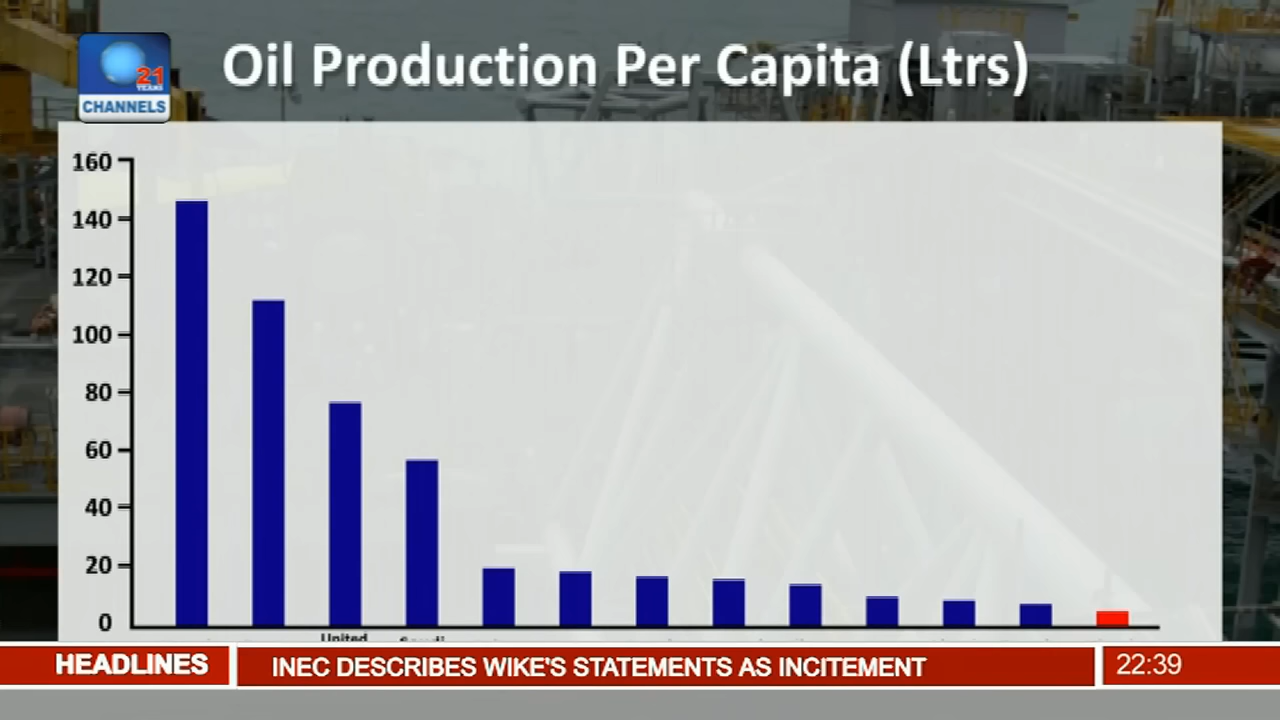 Oil Production Per Capita (Ltrs)
21
YEARS
CHANNELS
160
140
120
100
80
60
40
20
0
United
Saudi
HEADLINES
INEC DESCRIBES WIKE'S STATEMENTS AS INCITEMENT
22:39